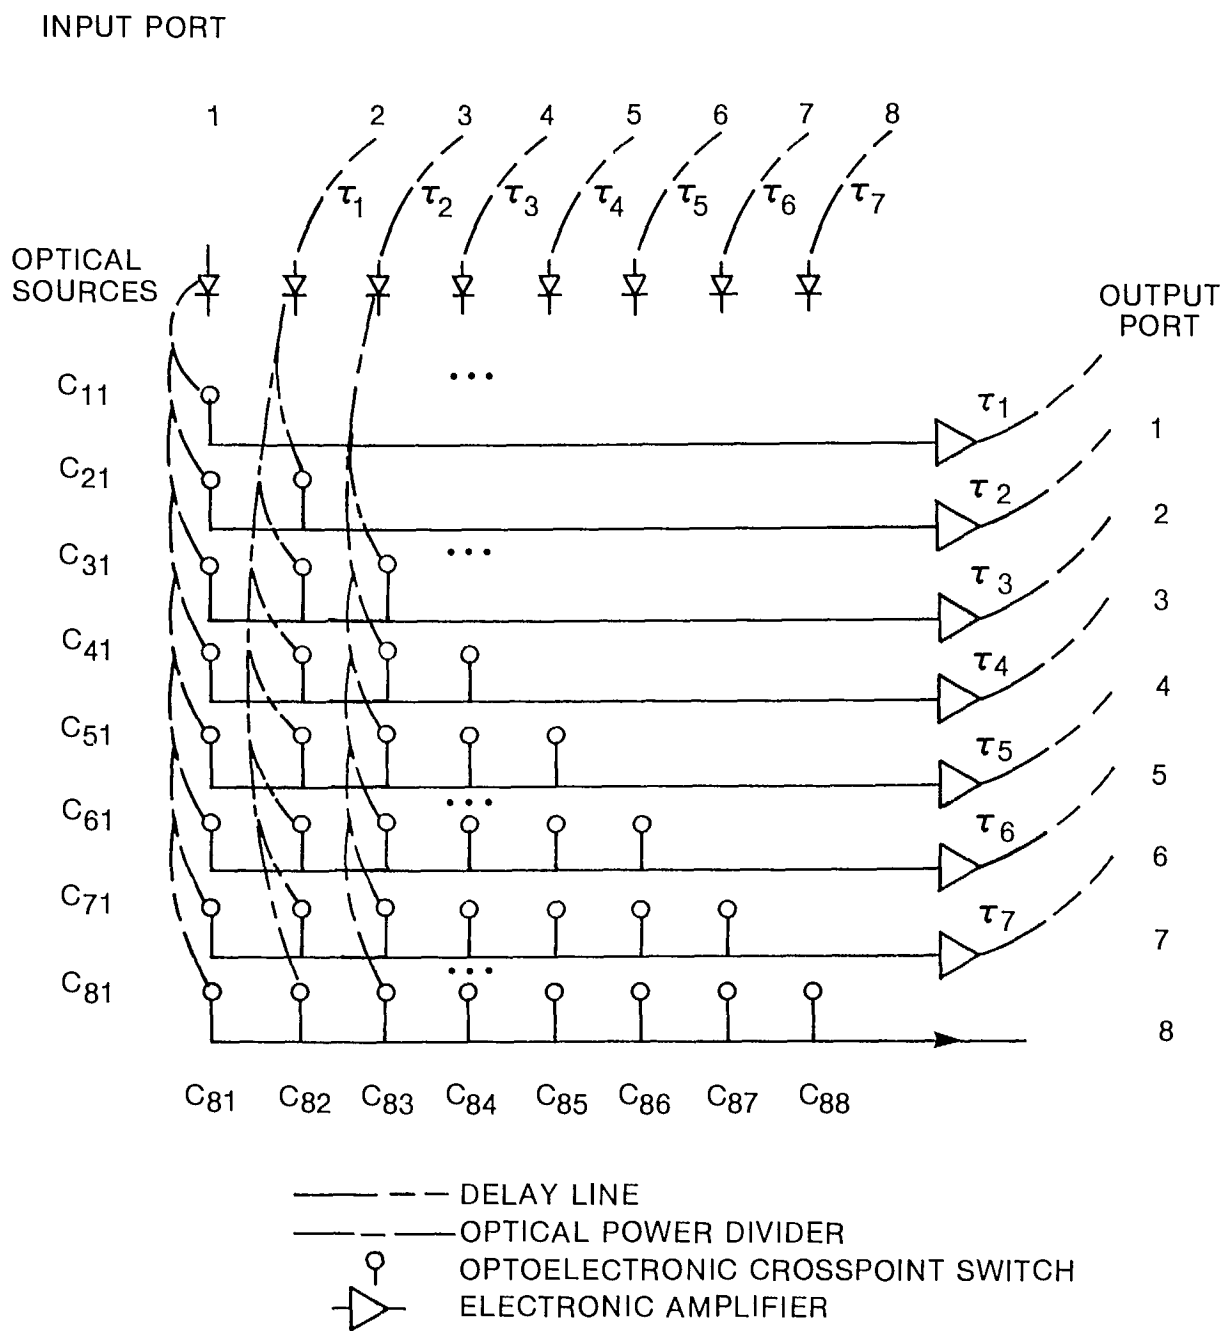 INPUT PORT
1 2 3 4 5 6 7 8
τ1 τ2 τ3 τ4 τ5 τ6 τ7
OPTICAL
SOURCES
OUTPUT
PORT
C11
...
τ1
1
C21
τ2
2
C31
...
τ3
3
C41
τ4
4
C51
τ5
5
C61
...
τ6
6
C71
τ7
7
C81
...
8
C81 C82 C83 C84 C85 C86 C87 C88
DELAY LINE
OPTICAL POWER DIVIDER
OPTOELECTRONIC CROSSPOINT SWITCH
ELECTRONIC AMPLIFIER